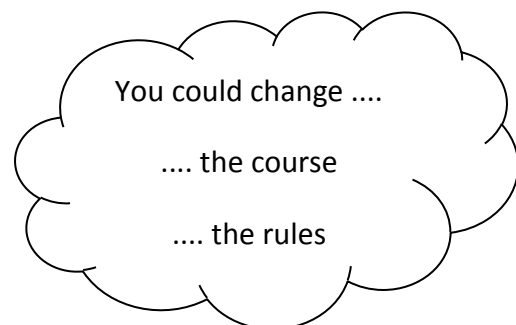 You could change ....
.... the course
.... the rules